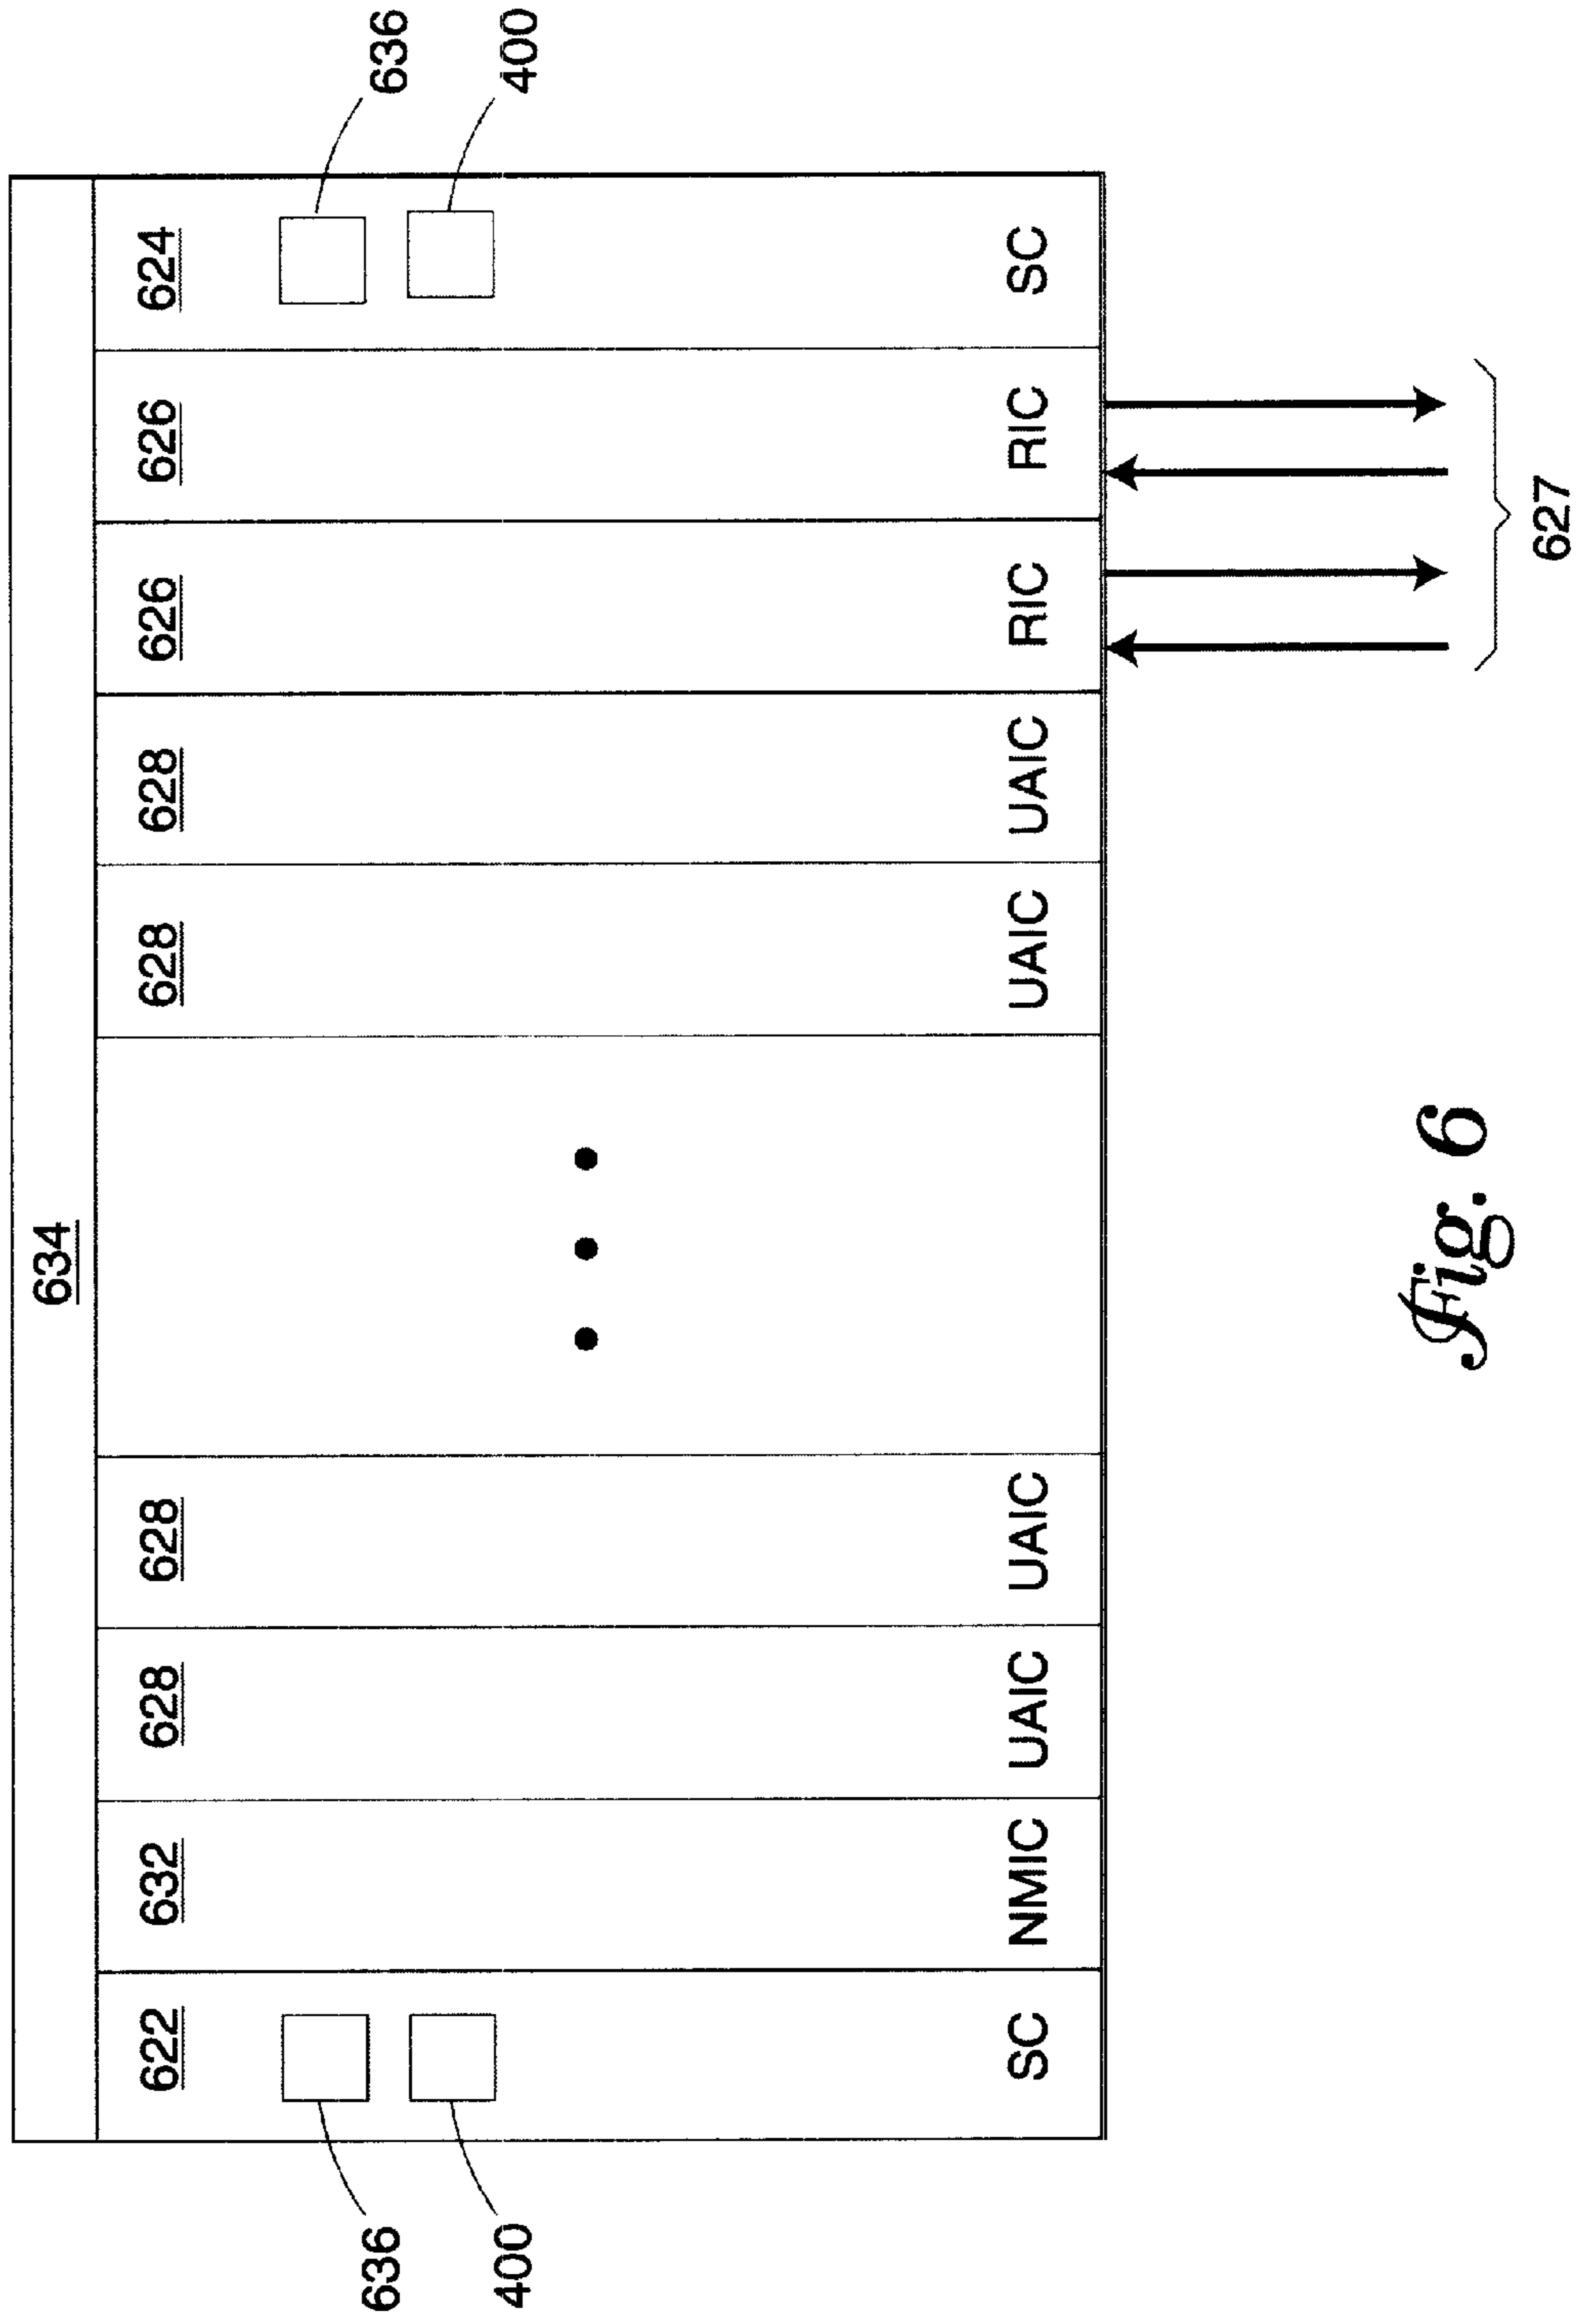 634
622 632 628 628 628 628 626 626 624
636 636
400 400
SC NMIC UAIC UAIC UAIC UAIC RIC RIC SC
627
Fig. 6